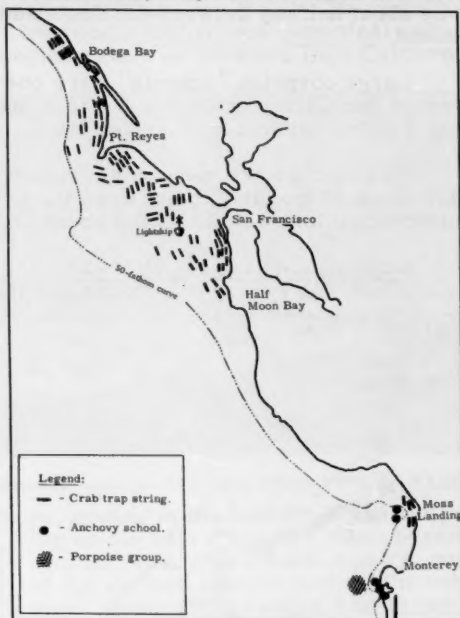 Bodega Bay
Pt. Reyes
San Francisco
Lightship
50-fathom curve
Half
Moon Bay
Legend:
- Crab trap string.
- Anchovy school.
- Porpoise group.
Moss
Landing
Monterey